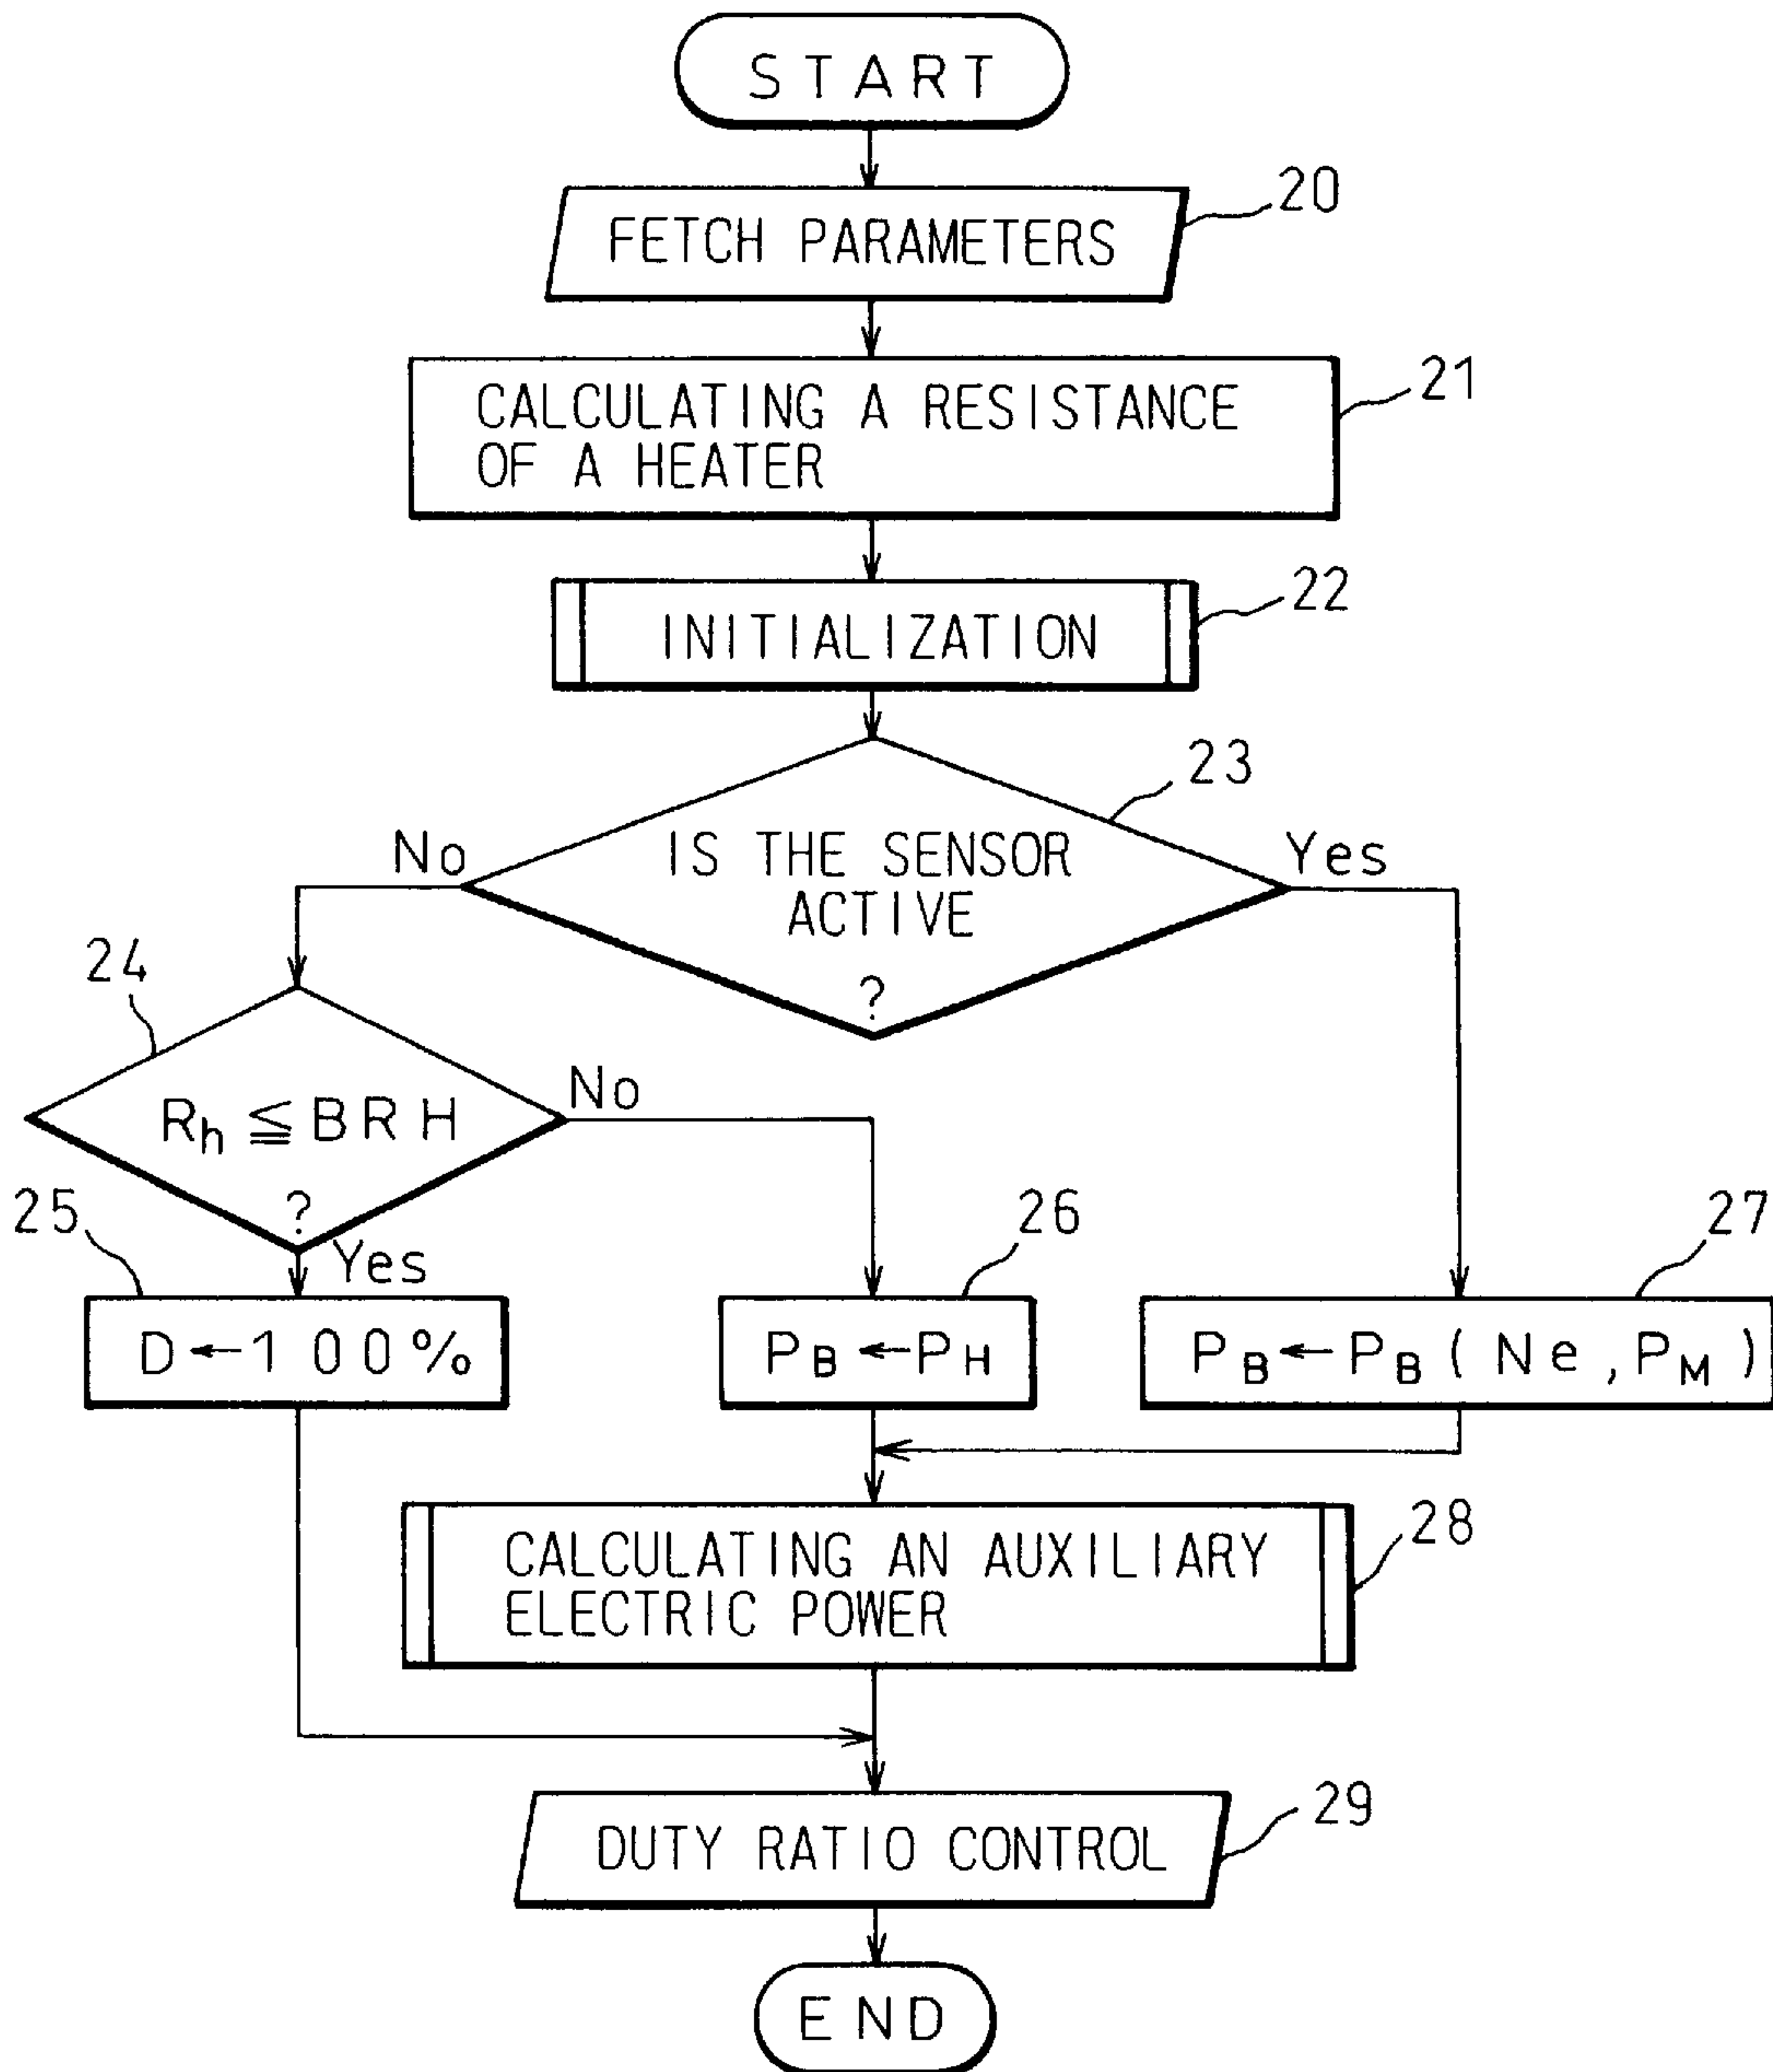 START
FETCH PARAMETERS
20
CALCULATING A RESISTANCE
OF A HEATER
21
INITIALIZATION
22
23
IS THE SENSOR
ACTIVE
?
No
Yes
24
Rh ≦ BRH
?
No
Yes
25
D←100%
26
PB←PH
27
PB←PB(Ne,PM)
CALCULATING AN AUXILIARY
ELECTRIC POWER
28
DUTY RATIO CONTROL
29
END